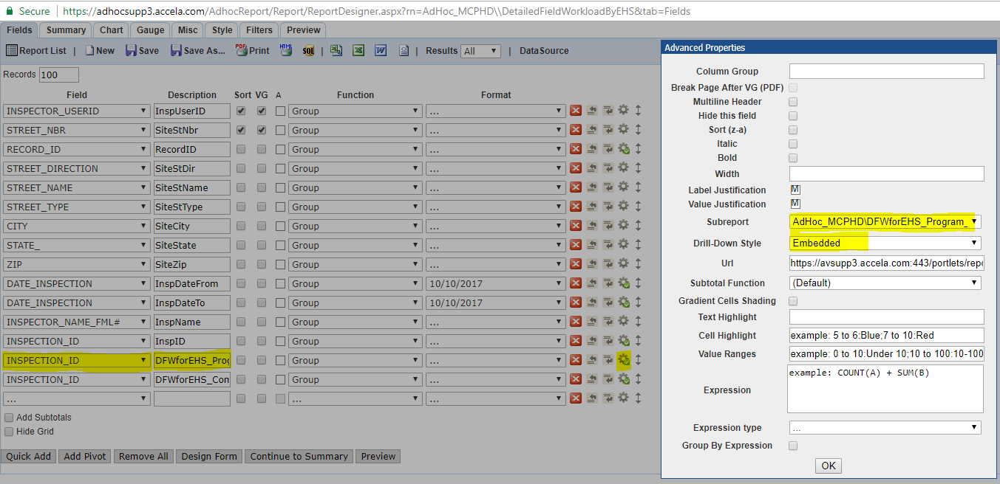 Secure https://adhocsupp3.accela.com/AdhocReport/Report/ReportDesigner.aspx?rn=AdHoc_MCPHD\\DetailedFieldWorkloadByEHS&tab=Fields
Fields Summary Chart Gauge Misc Style Filters Preview
Report List | New Save Save As... PDF Print HTML SQL | Results All | DataSource
Records 100
Field Description Sort VG A Function Format
INSPECTOR_USERID InspUserID Group ...
STREET_NBR SiteStNbr Group ...
RECORD_ID RecordID Group ...
STREET_DIRECTION SiteStDir Group ...
STREET_NAME SiteStName Group ...
STREET_TYPE SiteStType Group ...
CITY SiteCity Group ...
STATE_ SiteState Group ...
ZIP SiteZip Group ...
DATE_INSPECTION InspDateFrom Group 10/10/2017
DATE_INSPECTION InspDateTo Group 10/10/2017
INSPECTOR_NAME_FML# InspName Group ...
INSPECTION_ID InspID Group ...
INSPECTION_ID DFWforEHS_Prog Group ...
INSPECTION_ID DFWforEHS_Com Group ...
... ... ...
Add Subtotals
Hide Grid
Quick Add Add Pivot Remove All Design Form Continue to Summary Preview
Advanced Properties
Column Group
Break Page After VG (PDF)
Multiline Header
Hide this field
Sort (z-a)
Italic
Bold
Width
Label Justification M
Value Justification M
Subreport AdHoc_MCPHD\DFWforEHS_Program_
Drill-Down Style Embedded
Url https://avsupp3.accela.com:443/portlets/repo
Subtotal Function (Default)
Gradient Cells Shading
Text Highlight
Cell Highlight example: 5 to 6:Blue;7 to 10:Red
Value Ranges example: 0 to 10:Under 10;10 to 100:10-100
Expression example: COUNT(A) + SUM(B)
Expression type ...
Group By Expression
OK